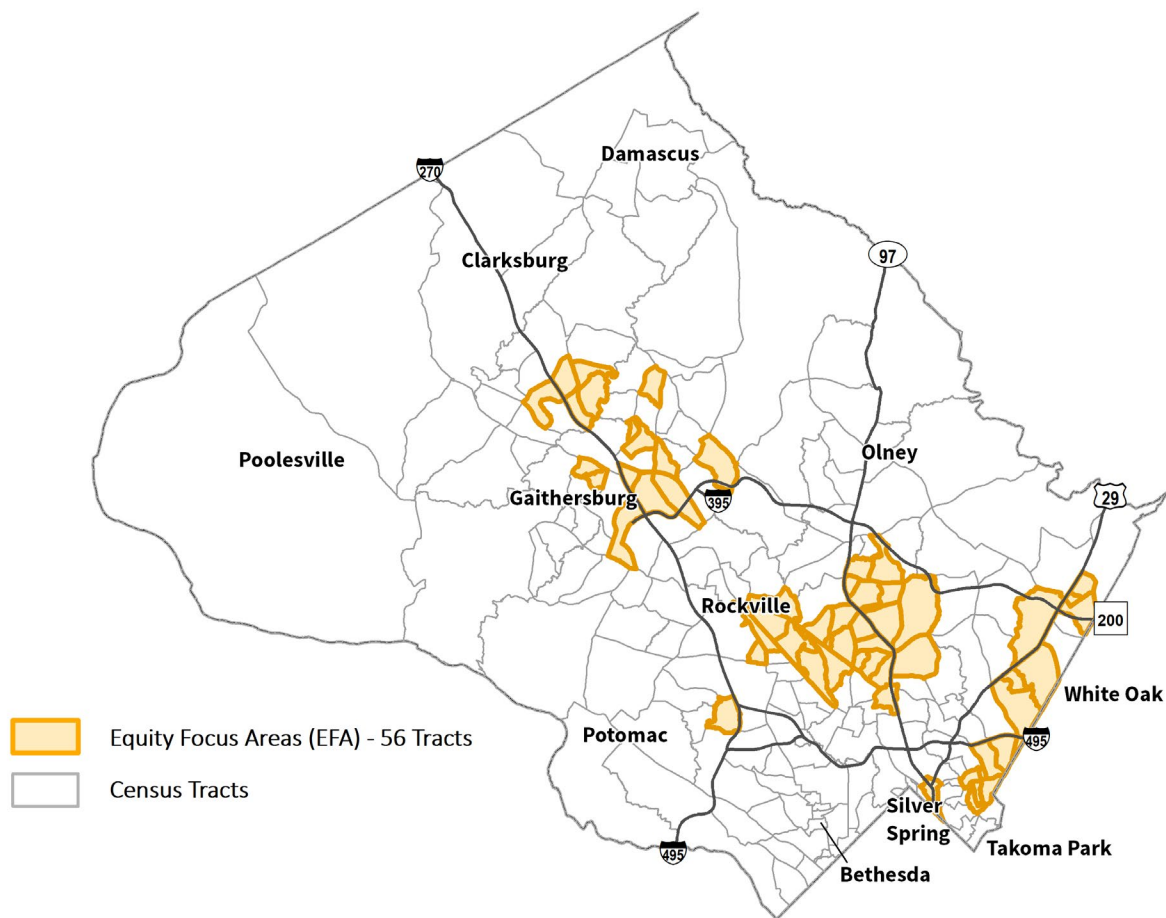 Damascus
270
Clarksburg
97
Olney
Poolesville
Gaithersburg
395
29
Rockville
200
White Oak
Equity Focus Areas (EFA) - 56 Tracts
Potomac
495
Census Tracts
Silver
Spring
Takoma Park
495
Bethesda